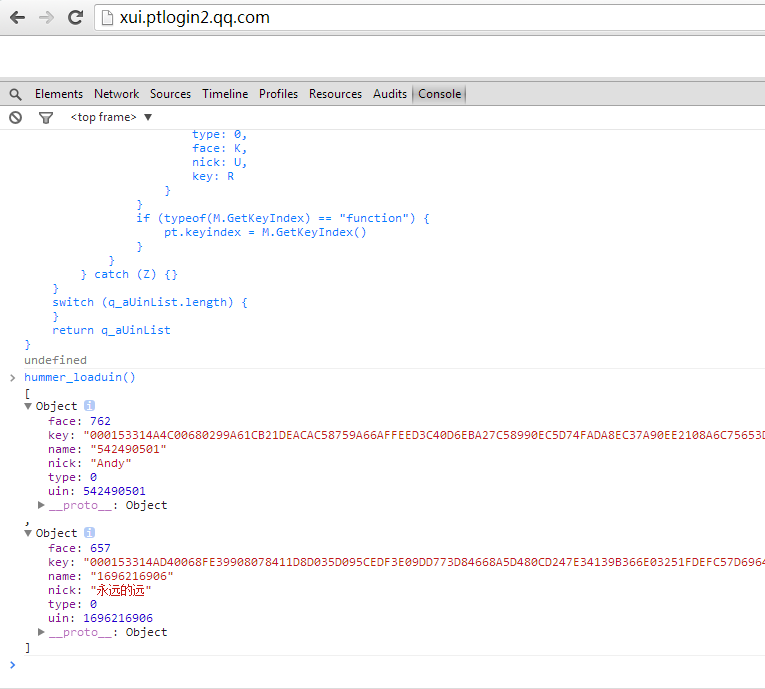 xui.ptlogin2.qq.com
Elements Network Sources Timeline Profiles Resources Audits Console
<top frame> ▼
type: 0,
face: K,
nick: U,
key: R
}
}
if (typeof(M.GetKeyIndex) == "function") {
pt.keyindex = M.GetKeyIndex()
}
}
} catch (Z) {}
}
switch (q_aUinList.length) {
}
return q_aUinList
}
undefined
> hummer_loaduin()
[
▼ Object i
face: 762
key: "000153314A4C00680299A61CB21DEACAC58759A66AFFEED3C40D6EBA27C58990EC5D74FADA8EC37A90EE2108A6C75653D
name: "542490501"
nick: "Andy"
type: 0
uin: 542490501
▶ __proto__: Object
,
▼ Object i
face: 657
key: "000153314AD40068FE39908078411D8D035D095CEDF3E09DD773D84668A5D480CD247E34139B366E03251FDEFC57D6964
name: "1696216906"
nick: "永远的远"
type: 0
uin: 1696216906
▶ __proto__: Object
]
>